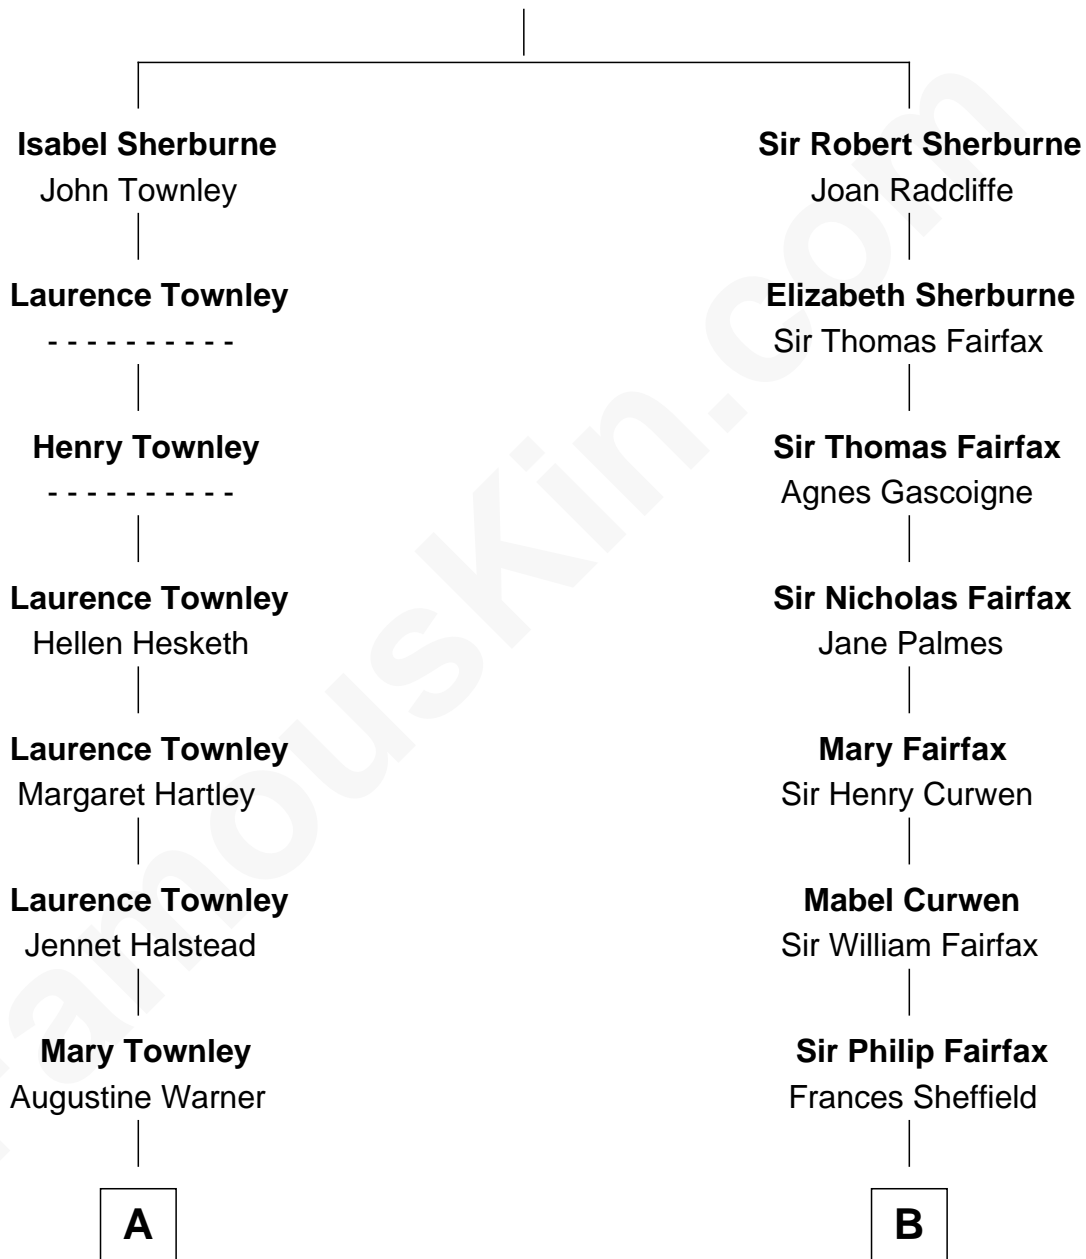 Isabel Sherburne
John Townley
Laurence Townley
- - - - - - - - - -
Henry Townley
- - - - - - - - - -
Laurence Townley
Hellen Hesketh
Laurence Townley
Margaret Hartley
Laurence Townley
Jennet Halstead
Mary Townley
Augustine Warner
A
Sir Robert Sherburne
Joan Radcliffe
Elizabeth Sherburne
Sir Thomas Fairfax
Sir Thomas Fairfax
Agnes Gascoigne
Sir Nicholas Fairfax
Jane Palmes
Mary Fairfax
Sir Henry Curwen
Mabel Curwen
Sir William Fairfax
Sir Philip Fairfax
Frances Sheffield
B
FamousKin.com